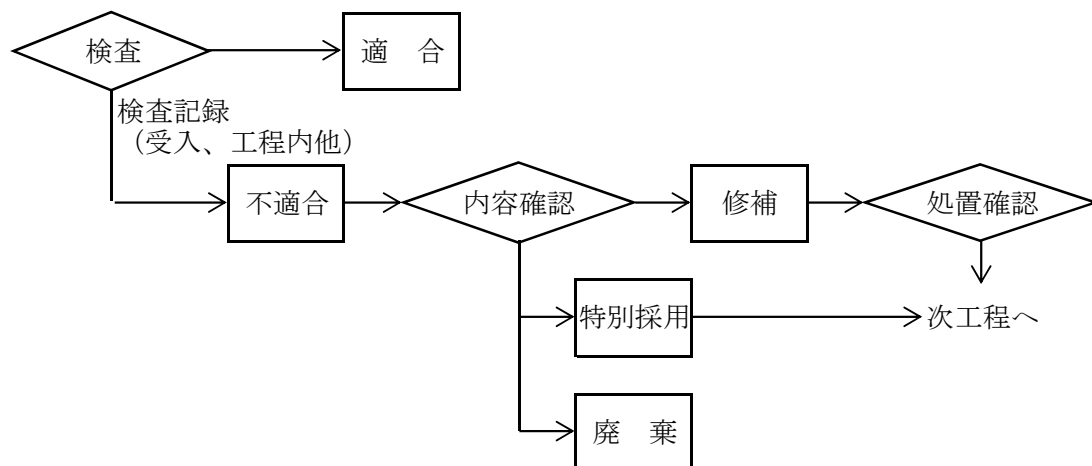 検査
適　合
検査記録
（受入、工程内他）
不適合
内容確認
修補
処置確認
特別採用
次工程へ
廃　棄